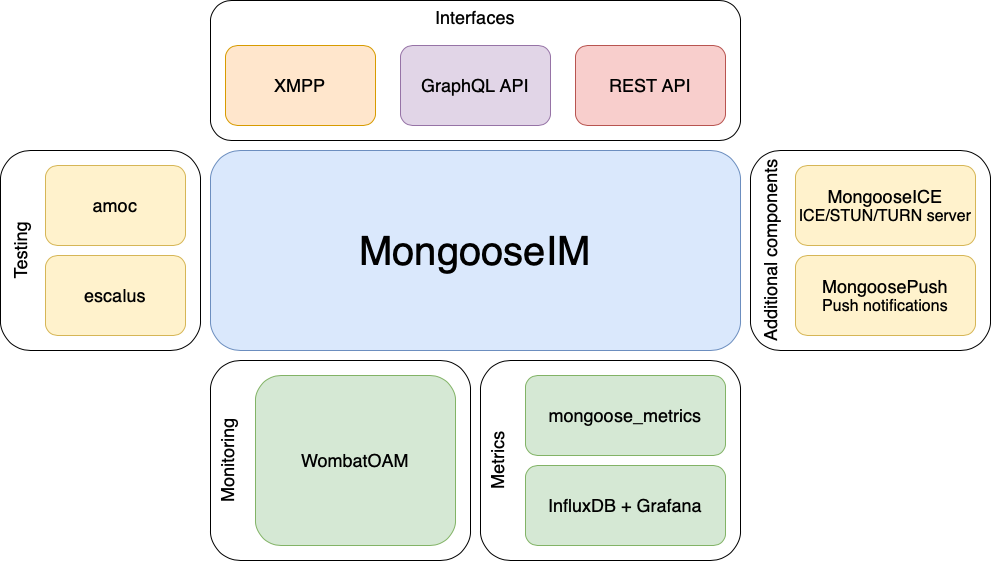 Interfaces
XMPP
GraphQL API
REST API
Testing
amoc
escalus
MongooseIM
Additional components
MongooseICE
ICE/STUN/TURN server
MongoosePush
Push notifications
Monitoring
WombatOAM
Metrics
mongoose_metrics
InfluxDB + Grafana